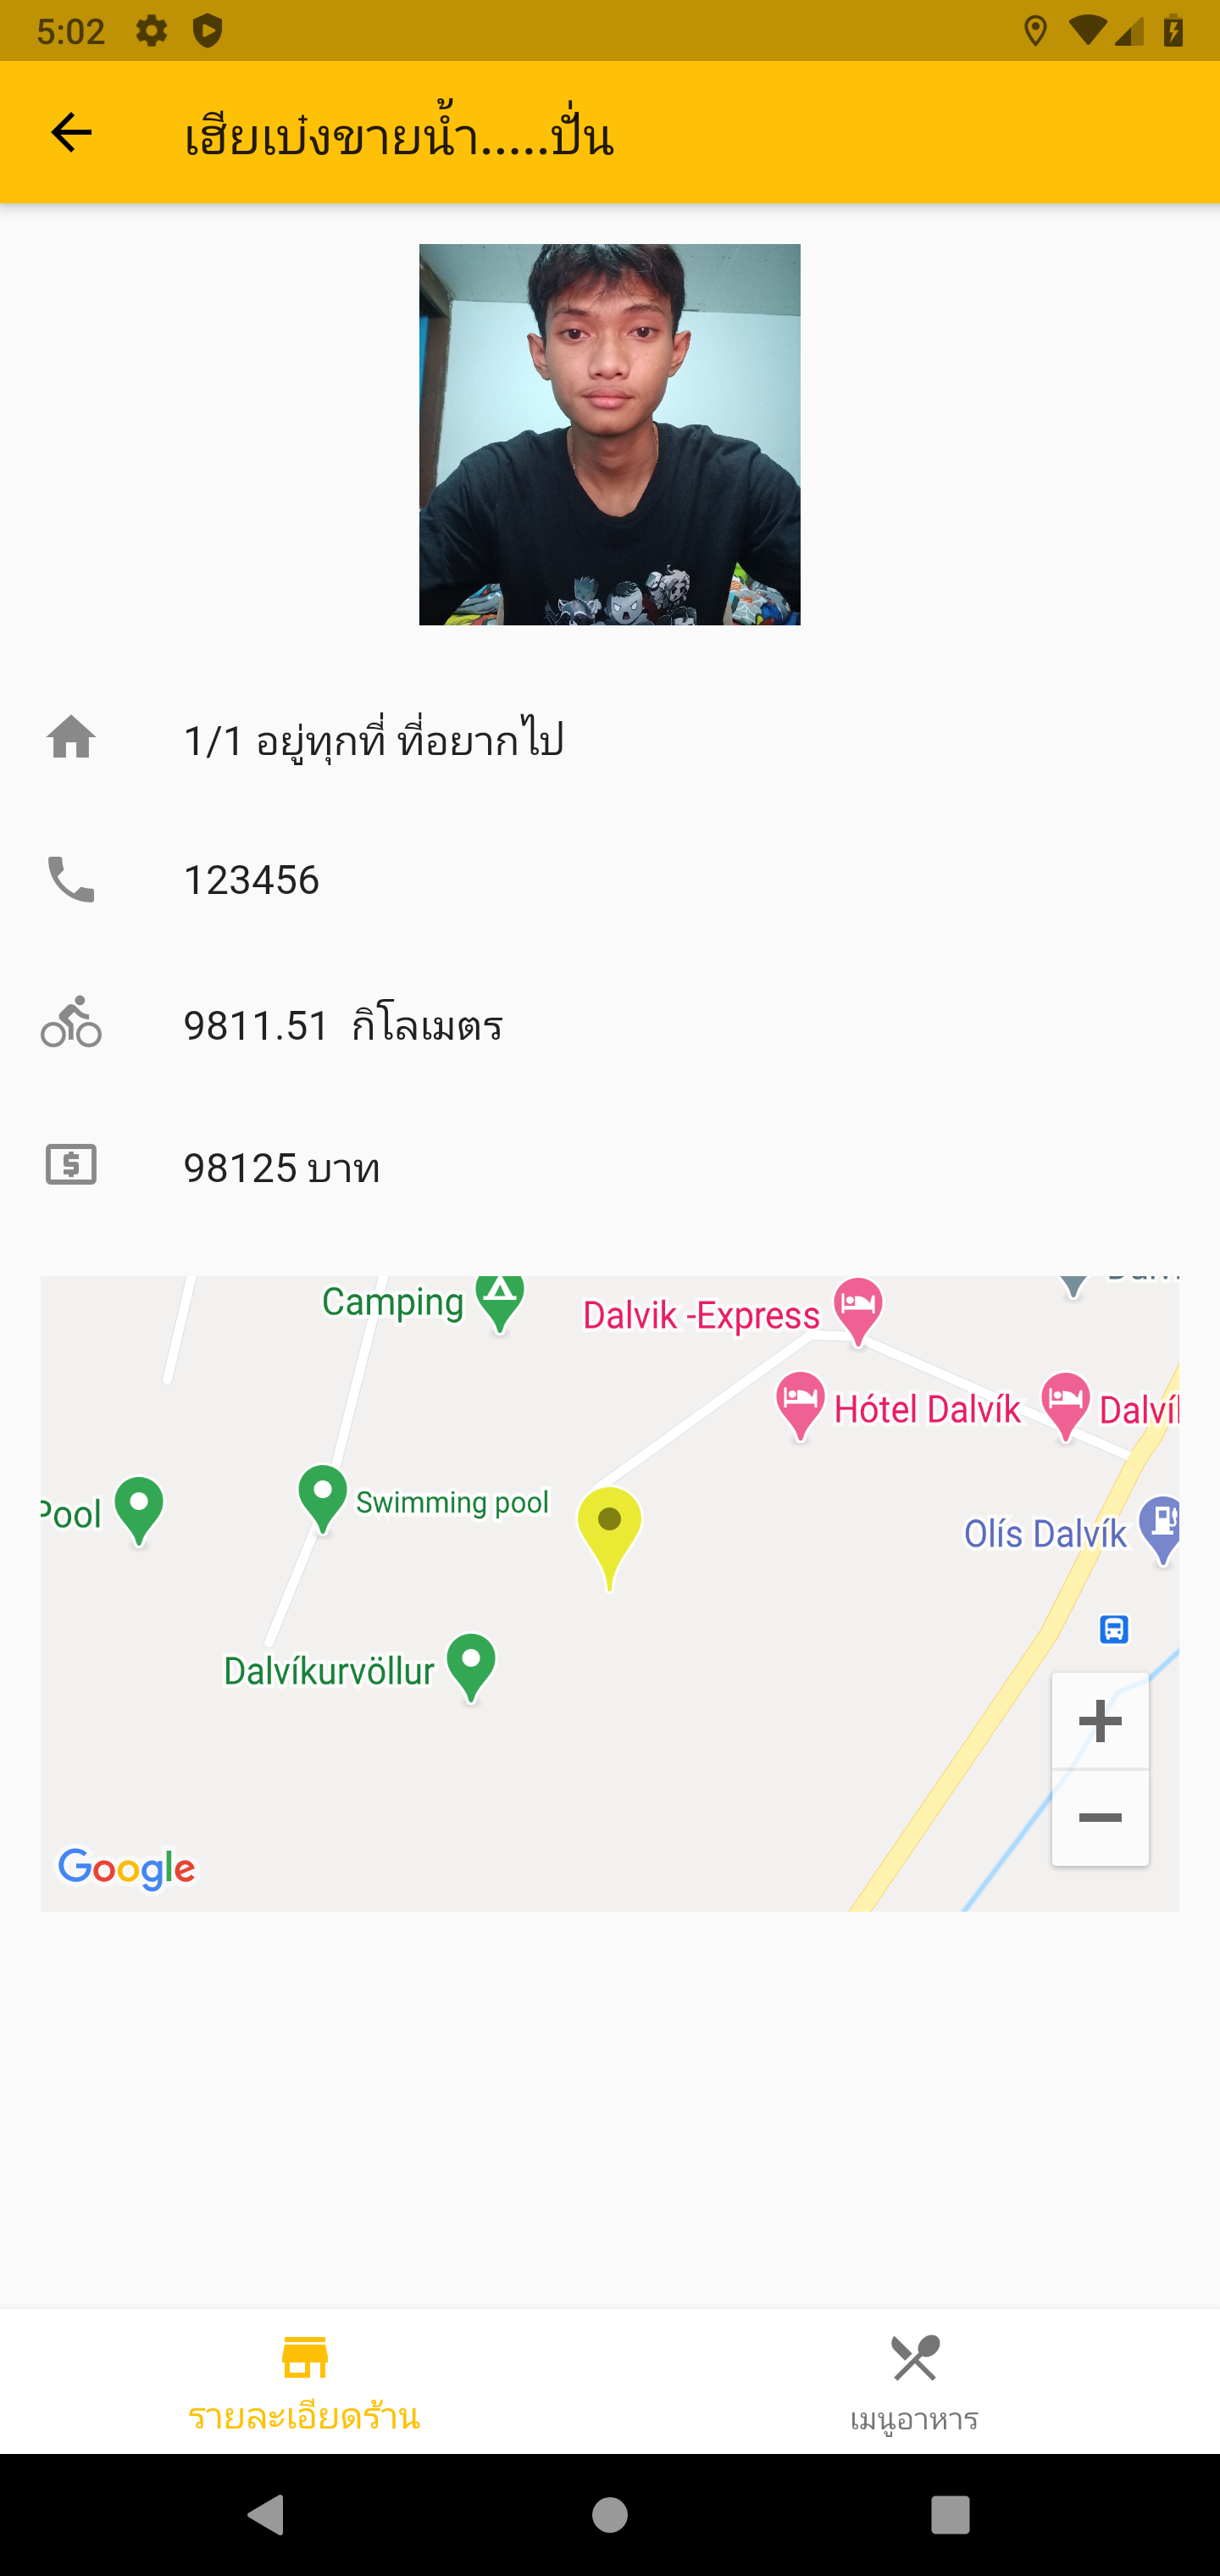 5:02
เฮียเบ๋งขายน้ำ.....ปั่น
1/1 อยู่ทุกที่ ที่อยากไป
123456
9811.51 กิโลเมตร
98125 บาท
Camping
Dalvik -Express
Hótel Dalvík
Pool
Swimming pool
Olís Dalvík
Dalvíkurvöllur
Google
รายละเอียดร้าน
เมนูอาหาร